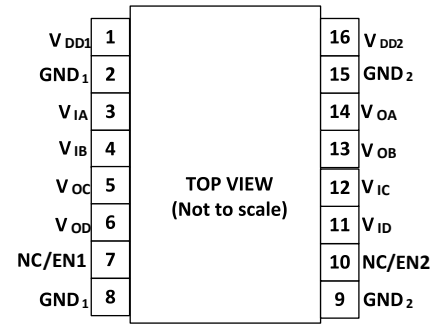 V DD1 1 16 V DD2
GND 1 2 15 GND 2
V IA 3 14 V OA
V IB 4 13 V OB
V OC 5 12 V IC
TOP VIEW
(Not to scale)
V OD 6 11 V ID
NC/EN1 7 10 NC/EN2
GND 1 8 9 GND 2